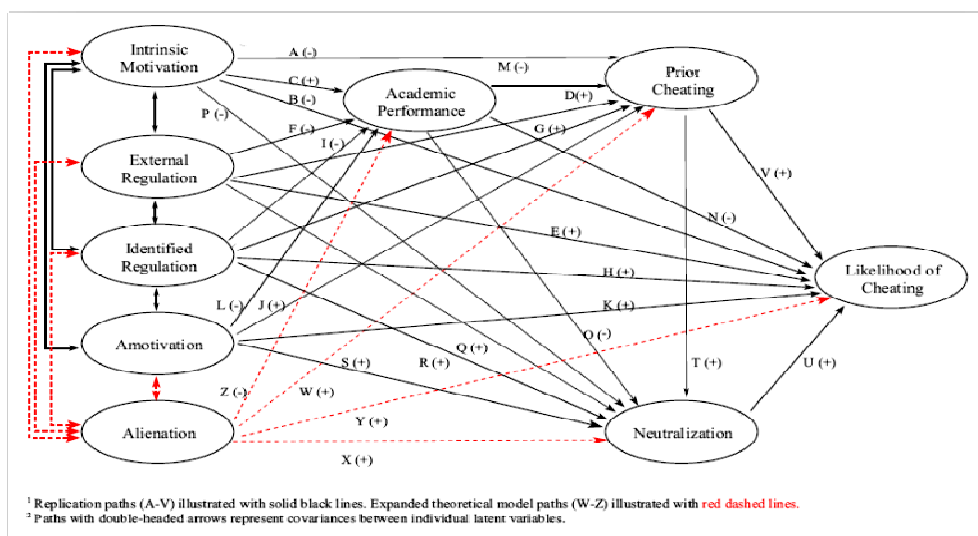 Intrinsic
Motivation
A (-)
M (-)
Prior
Cheating
C (+)
B (-)
Academic
Performance
D(+)
P (-)
F (-)
I (-)
G (+)
External
Regulation
V (+)
N (-)
E (+)
Identified
Regulation
H (+)
Likelihood of
Cheating
L (-)
J (+)
K (+)
Amotivation
Q (+)
O (-)
S (+)
R (+)
T (+)
U (+)
Z (-)
W (+)
Y (+)
Alienation
Neutralization
X (+)
¹ Replication paths (A-V) illustrated with solid black lines. Expanded theoretical model paths (W-Z) illustrated with red dashed lines.
² Paths with double-headed arrows represent covariances between individual latent variables.